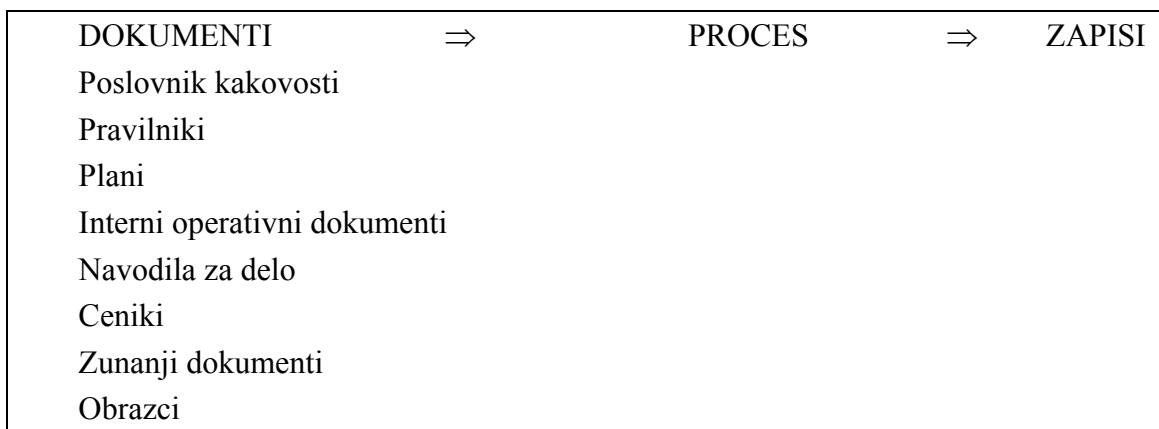 DOKUMENTI ⇒ PROCES ⇒ ZAPISI
Poslovnik kakovosti
Pravilniki
Plani
Interni operativni dokumenti
Navodila za delo
Ceniki
Zunanji dokumenti
Obrazci